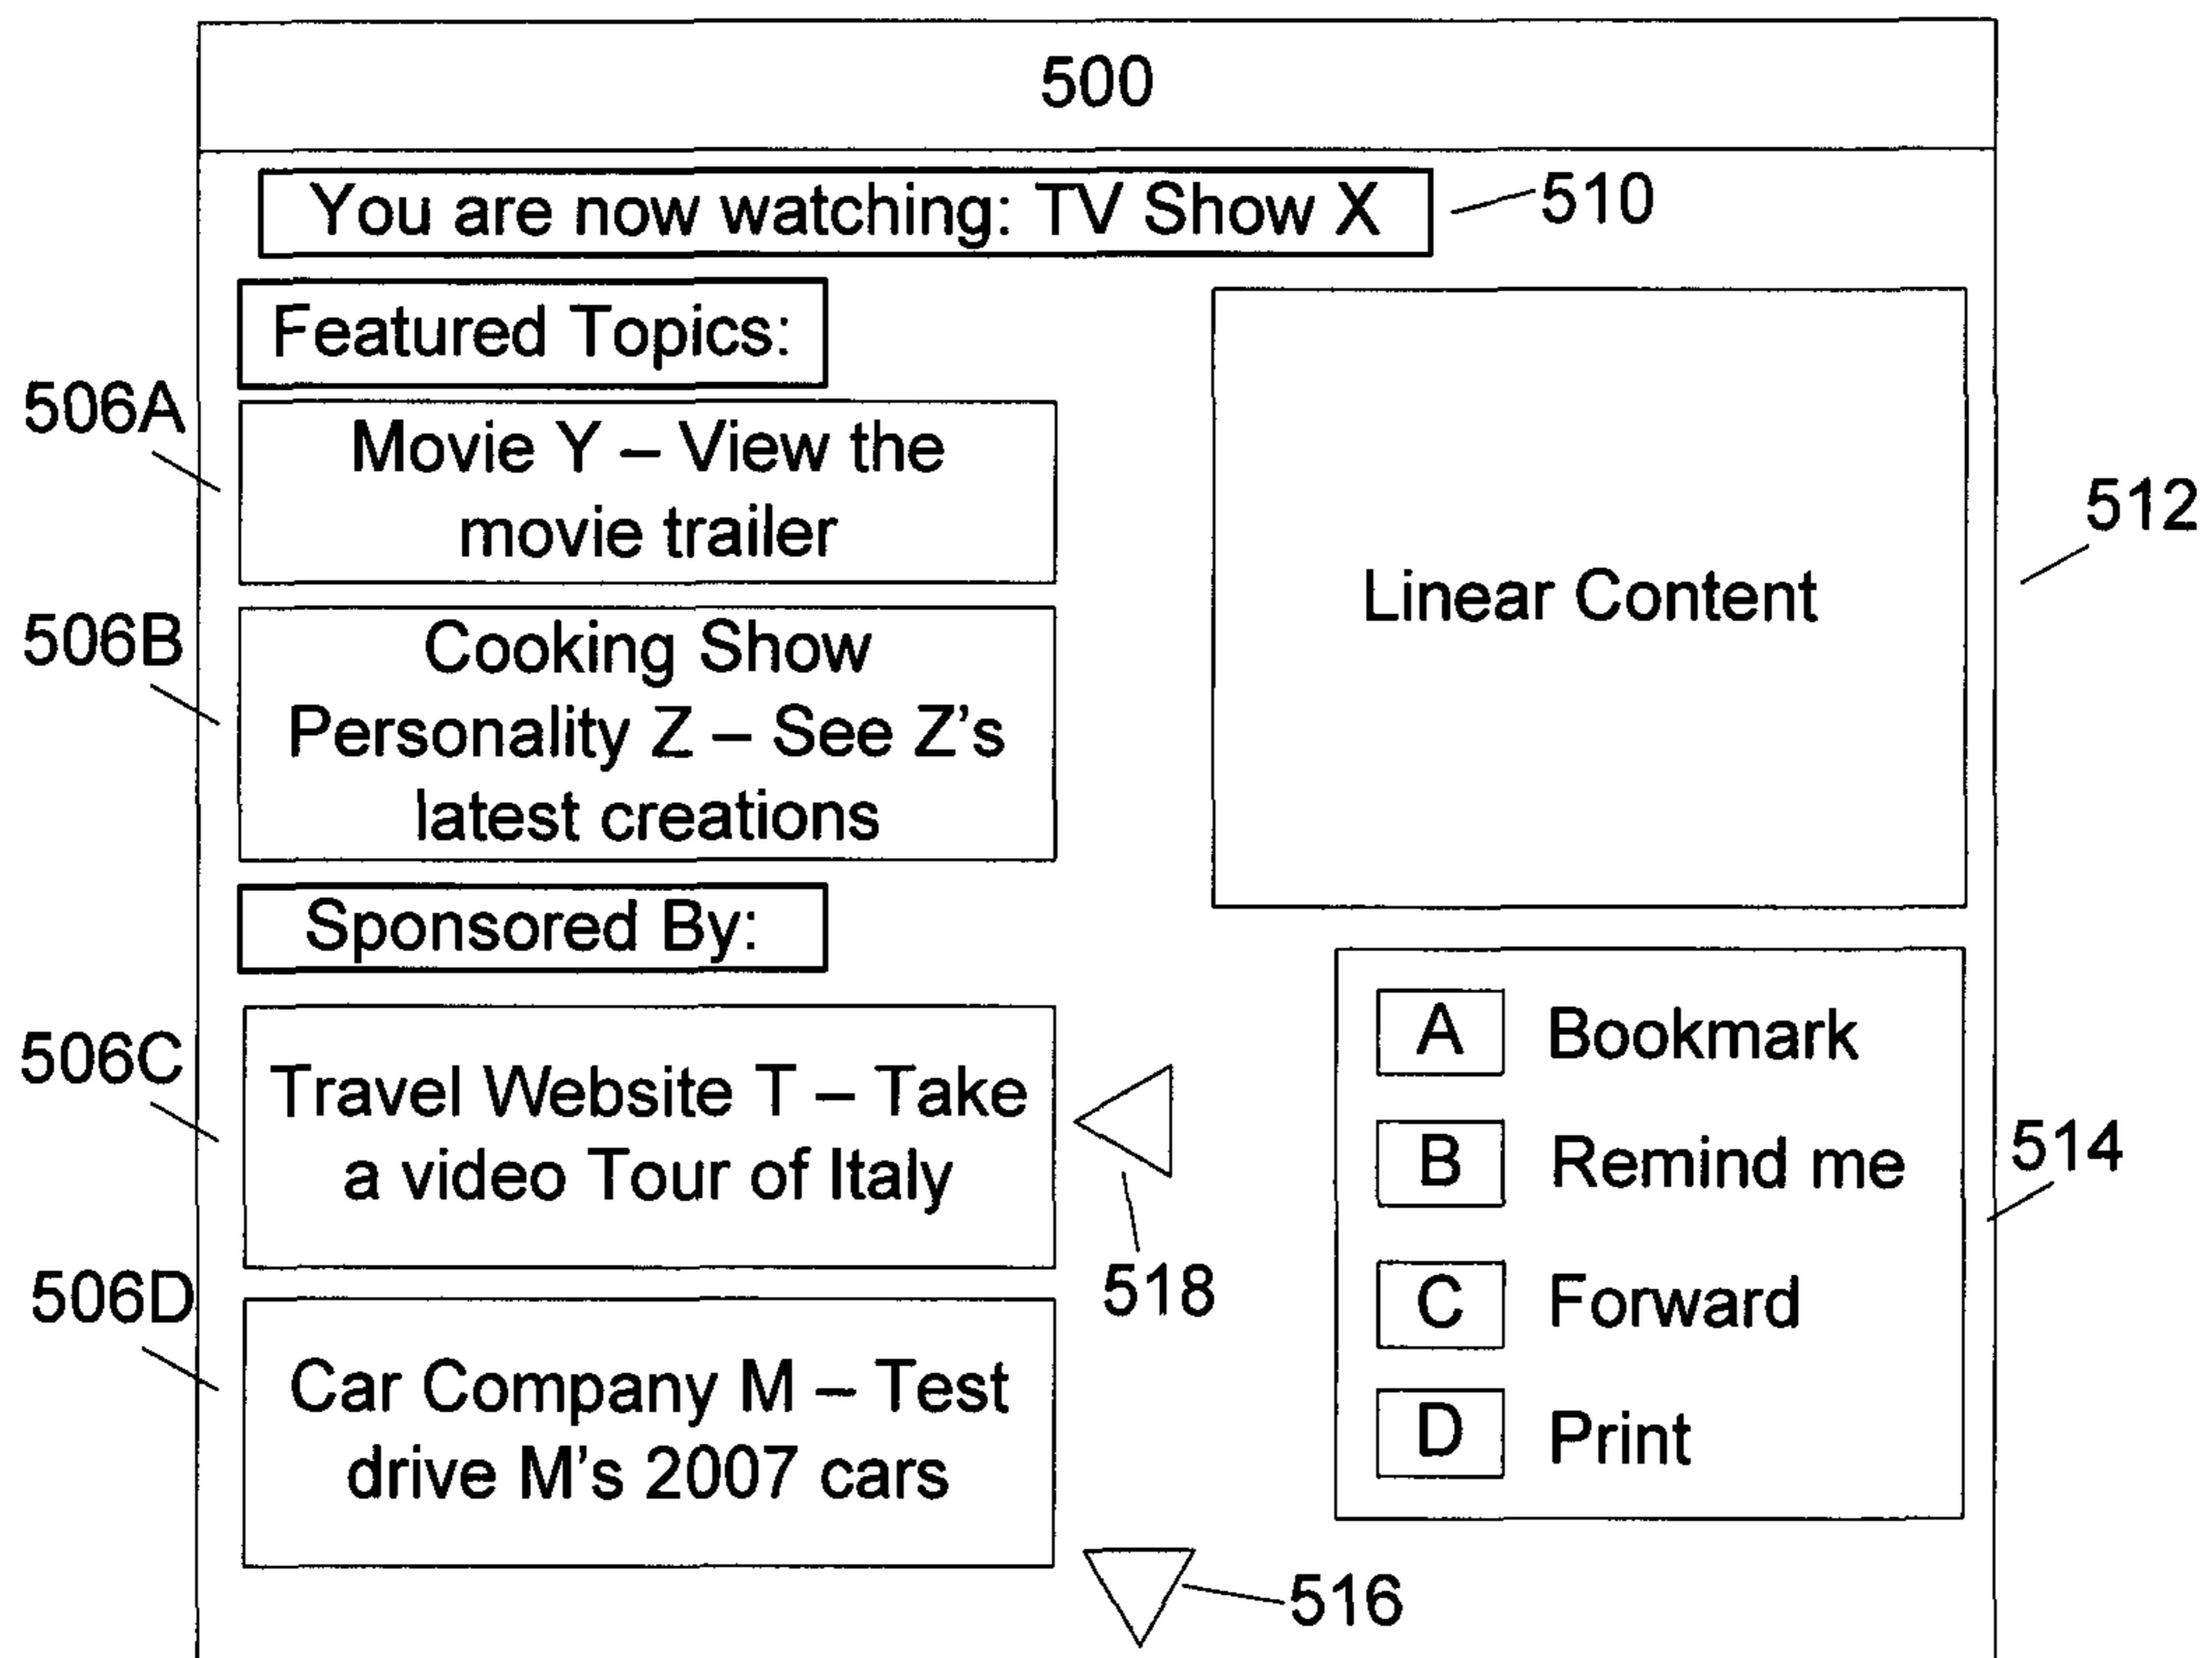 500
You are now watching: TV Show X
510
Featured Topics:
506A
Movie Y – View the
movie trailer
506B
Cooking Show
Personality Z – See Z's
latest creations
Linear Content
512
Sponsored By:
506C
Travel Website T – Take
a video Tour of Italy
518
506D
Car Company M – Test
drive M's 2007 cars
516
A Bookmark
B Remind me
C Forward
D Print
514